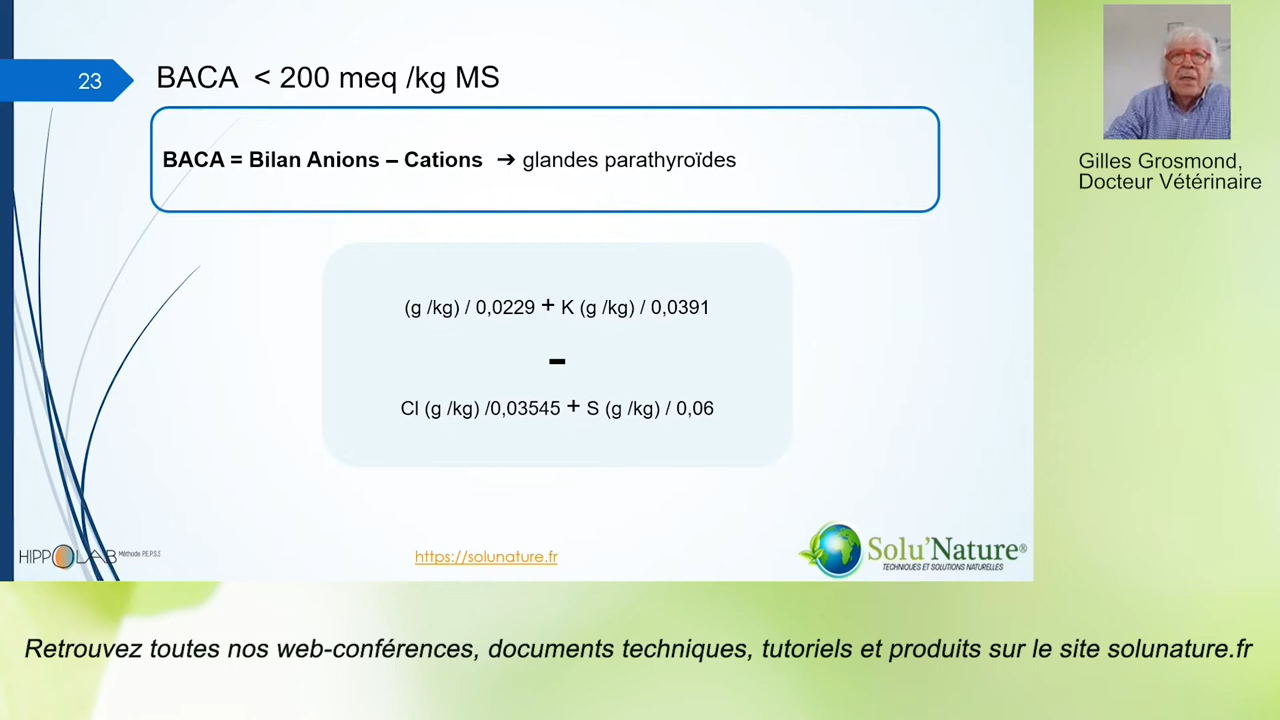 23
BACA < 200 meq /kg MS
BACA = Bilan Anions – Cations ➔ glandes parathyroïdes
(g /kg) / 0,0229 + K (g /kg) / 0,0391
-
Cl (g /kg) /0,03545 + S (g /kg) / 0,06
Gilles Grosmond,
Docteur Vétérinaire
HIPPOLAB Méthode P.E.P.S.S
https://solunature.fr
Solu'Nature®
TECHNIQUES ET SOLUTIONS NATURELLES
Retrouvez toutes nos web-conférences, documents techniques, tutoriels et produits sur le site solunature.fr